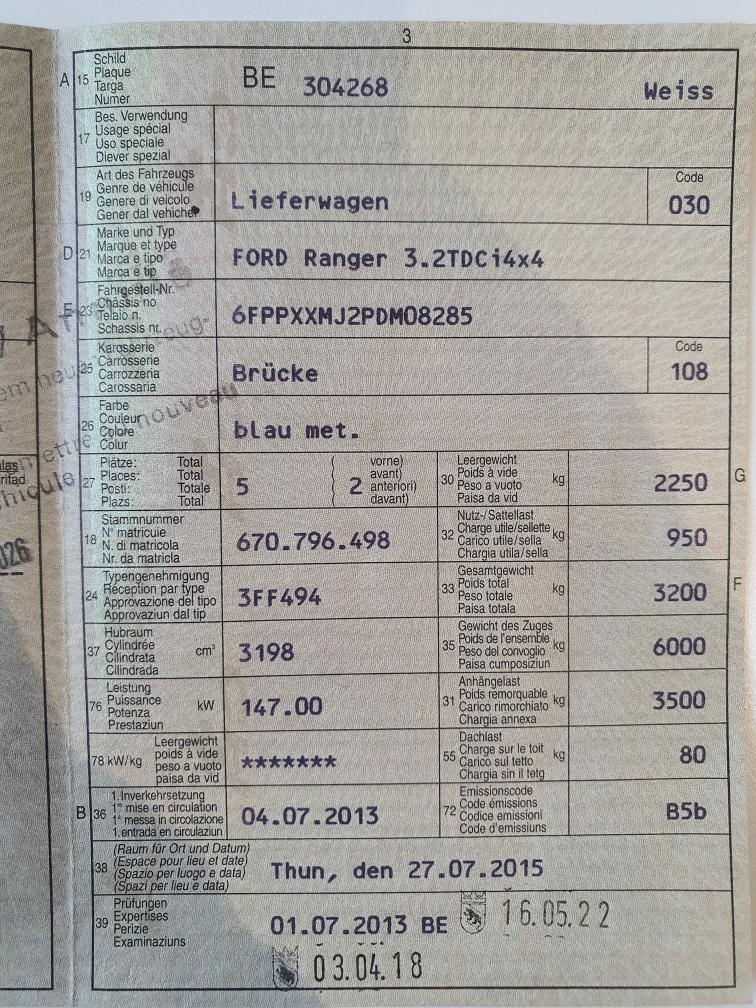 3
A 15 Schild
Plaque
Targa
Numer
BE 304268 Weiss
17 Bes. Verwendung
Usage spécial
Uso speciale
Diever spezial
19 Art des Fahrzeugs
Genre de véhicule
Genere di veicolo
Gener dal vehichel
Lieferwagen
Code
030
D 21 Marke und Typ
Marque et type
Marca e tipo
Marca e tip
FORD Ranger 3.2TDCi4x4
E 23 Fahrgestell-Nr.
Châssis no
Telaio n.
Schassis nr.
6FPPXXMJ2PDM08285
25 Karosserie
Carrosserie
Carrozzeria
Carossaria
Brücke
Code
108
26 Farbe
Couleur
Colore
Colur
blau met.
27 Plätze: Total
Places: Total
Posti: Totale
Plazs: Total
5 ( 2 vorne)
( avant)
( anteriori)
( davant)
30 Leergewicht
Poids à vide
Peso a vuoto
Paisa da vid
kg 2250 G
18 Stammnummer
N° matricule
N. di matricola
Nr. da matricla
670.796.498
32 Nutz-/Sattellast
Charge utile/sellette
Carico utile/sella
Chargia utila/sella
kg 950
24 Typengenehmigung
Réception par type
Approvazione del tipo
Approvaziun dal tip
3FF494
33 Gesamtgewicht
Poids total
Peso totale
Paisa totala
kg 3200 F
37 Hubraum
Cylindrée
Cilindrata
Cilindrada
cm³ 3198
35 Gewicht des Zuges
Poids de l'ensemble
Peso del convoglio
Paisa cumposiziun
kg 6000
76 Leistung
Puissance
Potenza
Prestaziun
kW 147.00
31 Anhängelast
Poids remorquable
Carico rimorchiato
Chargia annexa
kg 3500
78 kW/kg Leergewicht
poids à vide
peso a vuoto
paisa da vid
*******
55 Dachlast
Charge sur le toit
Carico sul tetto
Chargia sin il tetg
kg 80
B 36 1. Inverkehrsetzung
1re mise en circulation
1a messa in circolazione
1. entrada en circulaziun
04.07.2013
72 Emissionscode
Code émissions
Codice emissioni
Code d'emissiuns
B5b
38 (Raum für Ort und Datum)
(Espace pour lieu et date)
(Spazio per luogo e data)
(Spazi per lieu e data)
Thun, den 27.07.2015
39 Prüfungen
Expertises
Perizie
Examinaziuns
01.07.2013 BE 16.05.22
03.04.18